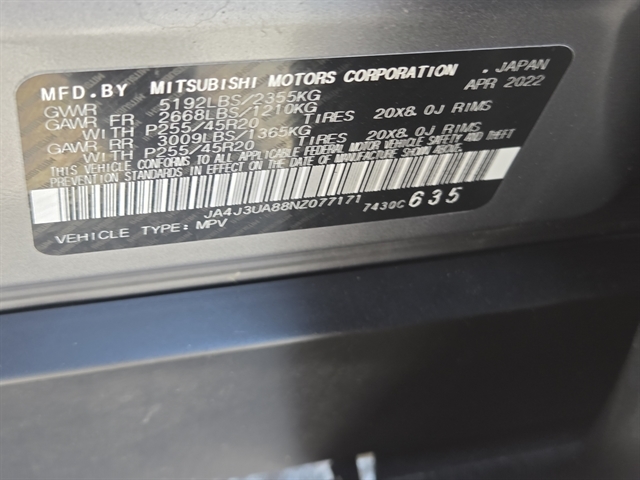 MFD.BY MITSUBISHI MOTORS CORPORATION . JAPAN
APR 2022
GVWR 5192LBS/2355KG
GAWR FR 2668LBS/1210KG
WITH P255/45R20 TIRES 20X8.0J RIMS
GAWR RR 3009LBS/1365KG
WITH P255/45R20 TIRES 20X8.0J RIMS
THIS VEHICLE CONFORMS TO ALL APPLICABLE FEDERAL MOTOR VEHICLE SAFETY AND THEFT
PREVENTION STANDARDS IN EFFECT ON THE DATE OF MANUFACTURE SHOWN ABOVE.
JA4J3UA88NZ077171 7430C 635
VEHICLE TYPE: MPV